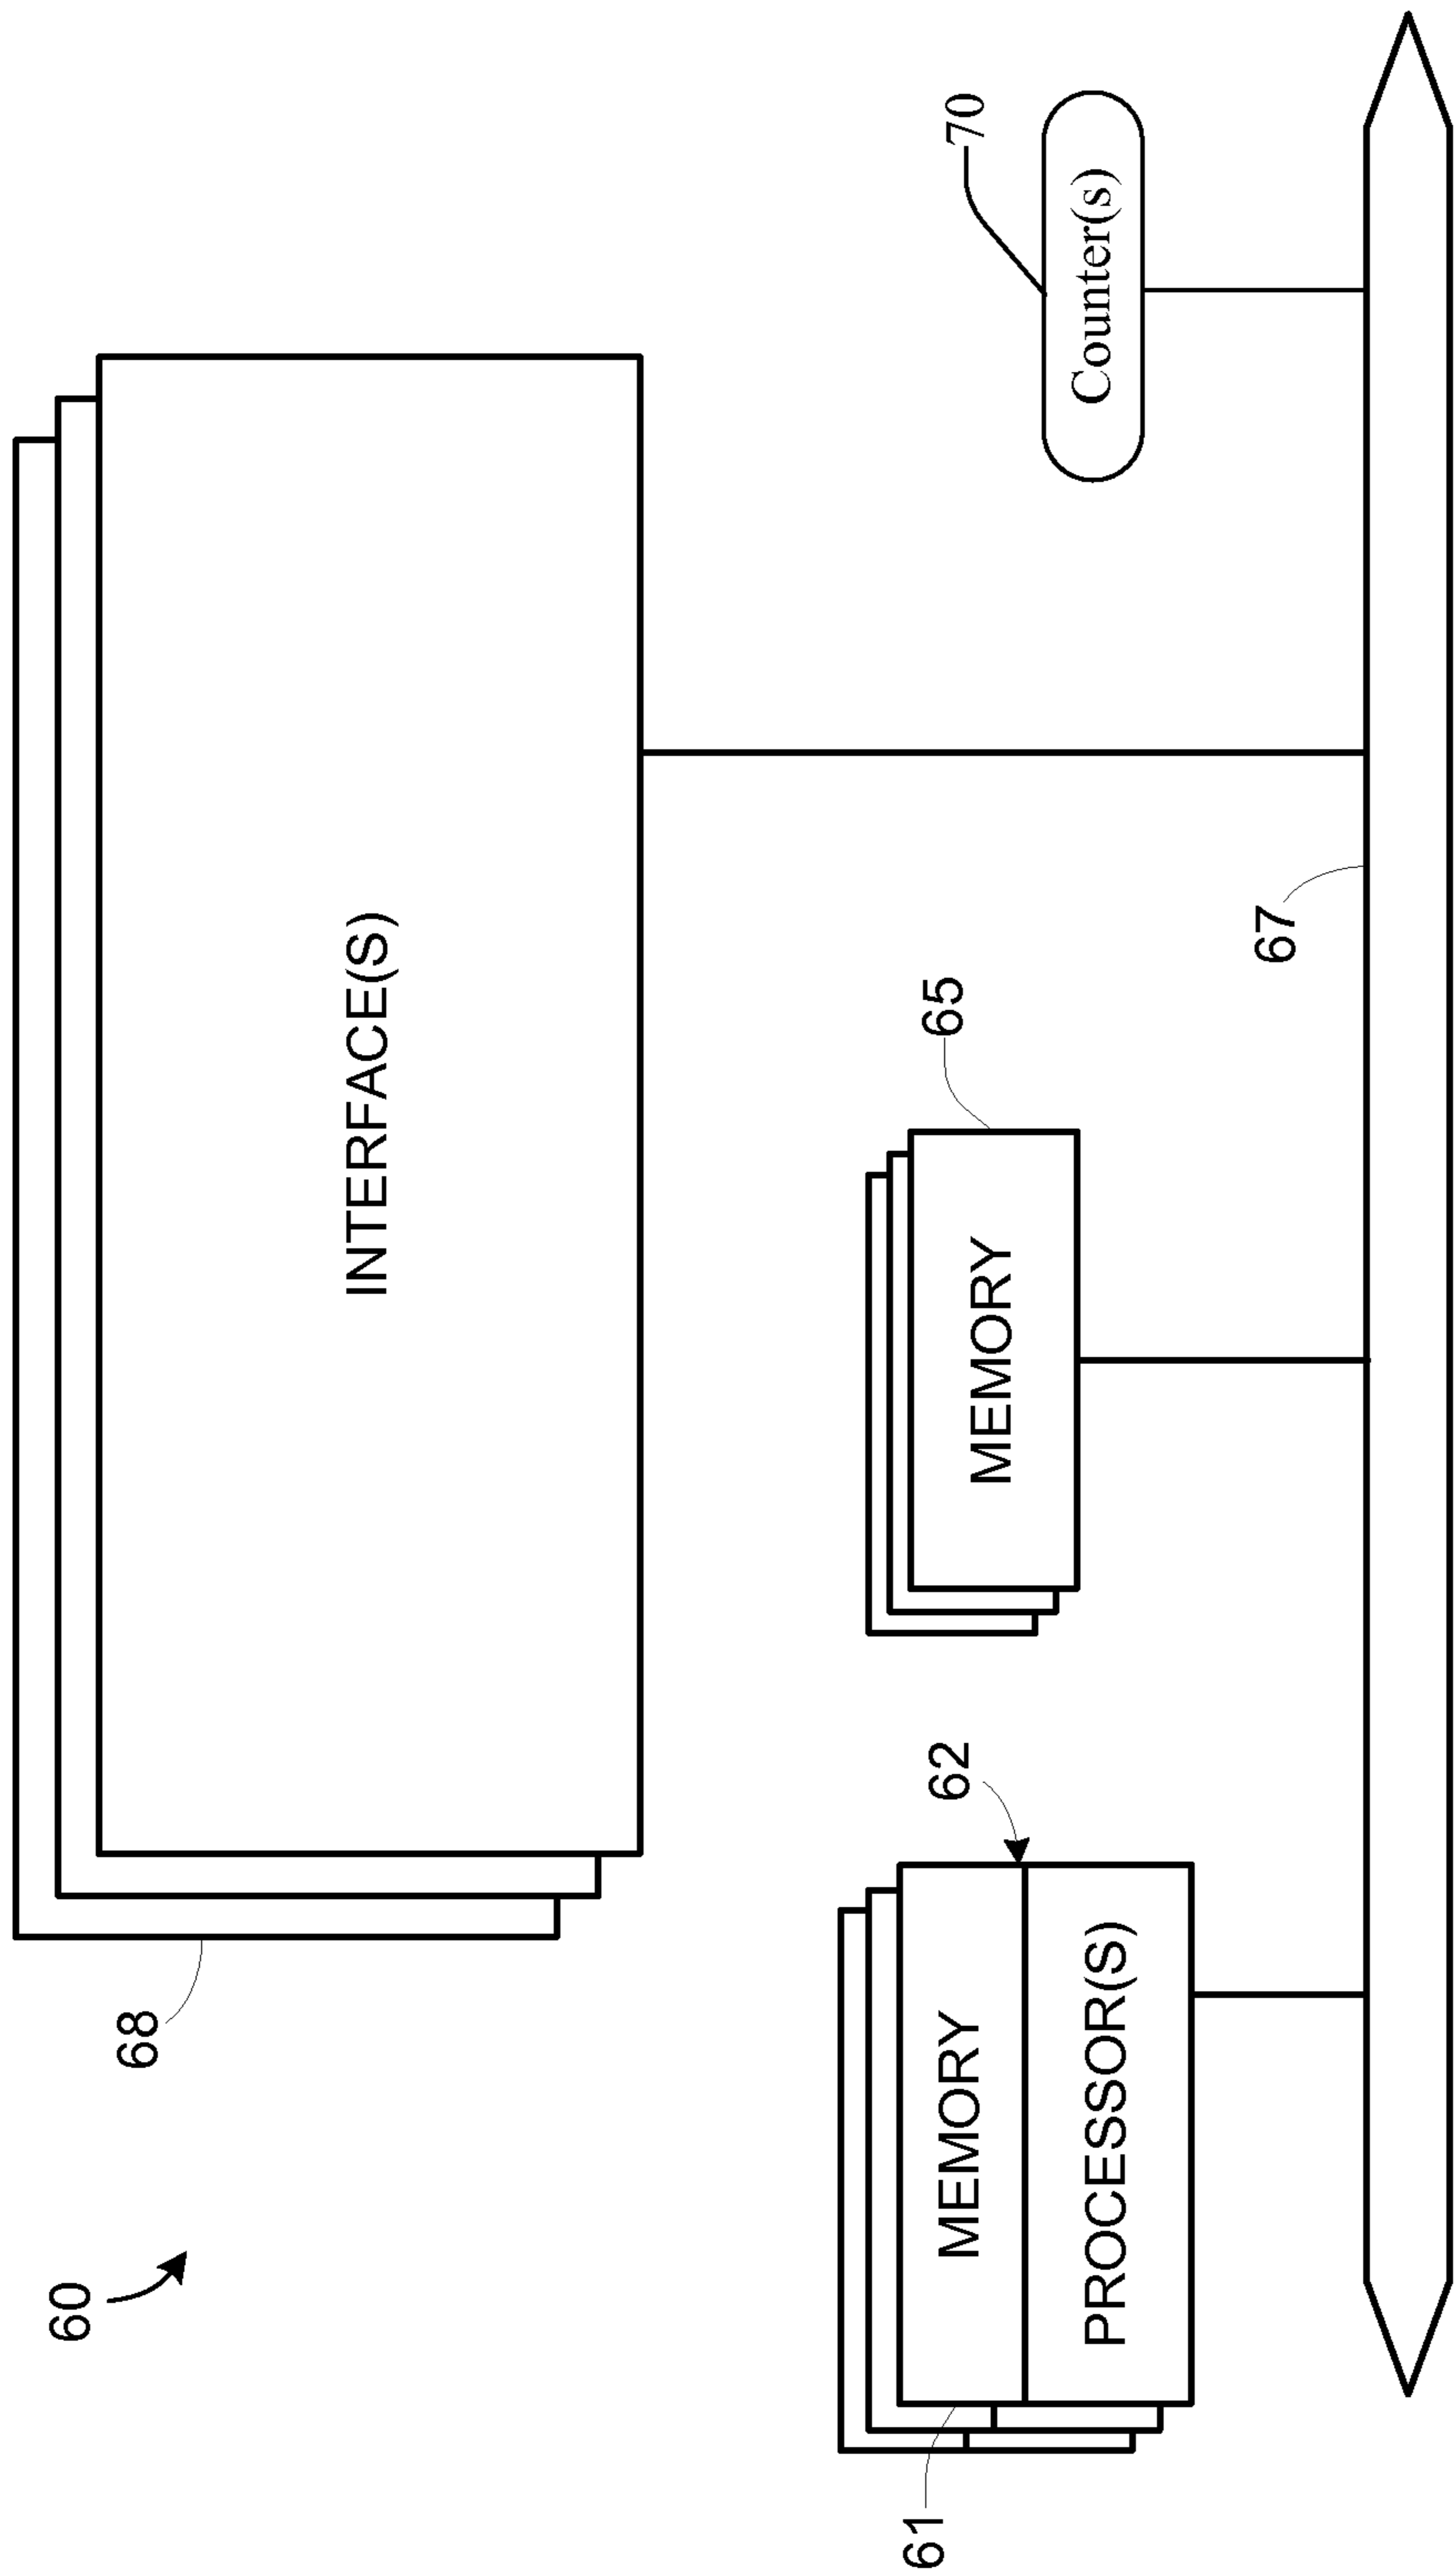 60
68
INTERFACE(S)
62
65
70
61
MEMORY
MEMORY
PROCESSOR(S)
Counter(s)
67